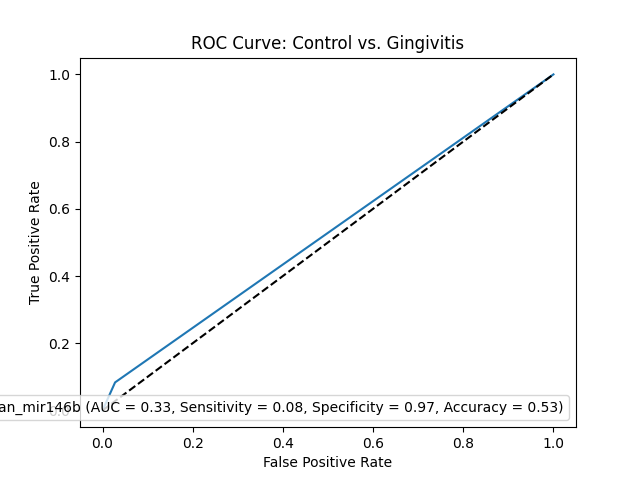 ROC Curve: Control vs. Gingivitis
True Positive Rate
1.0
0.8
0.6
0.4
0.2
0.0
an_mir146b (AUC = 0.33, Sensitivity = 0.08, Specificity = 0.97, Accuracy = 0.53)
0.0 0.2 0.4 0.6 0.8 1.0
False Positive Rate